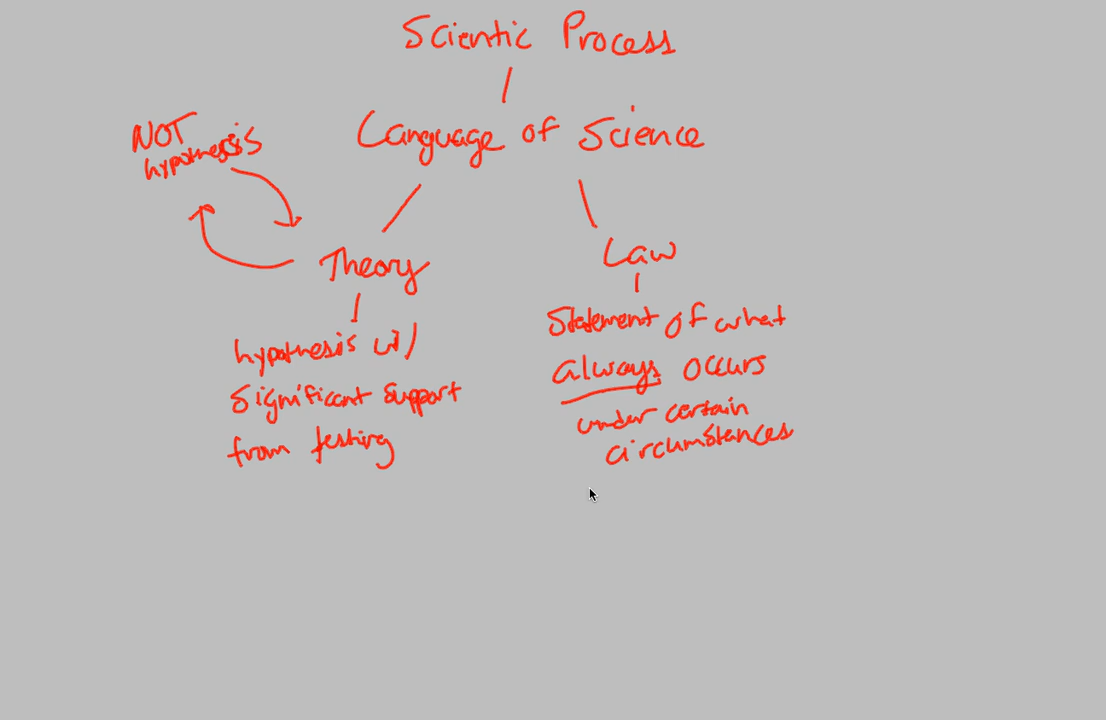 Scientic Process
Language of Science
NOT
hypothesis
Theory
hypothesis w/
significant support
from testing
Law
Statement of what
always occurs
under certain
circumstances